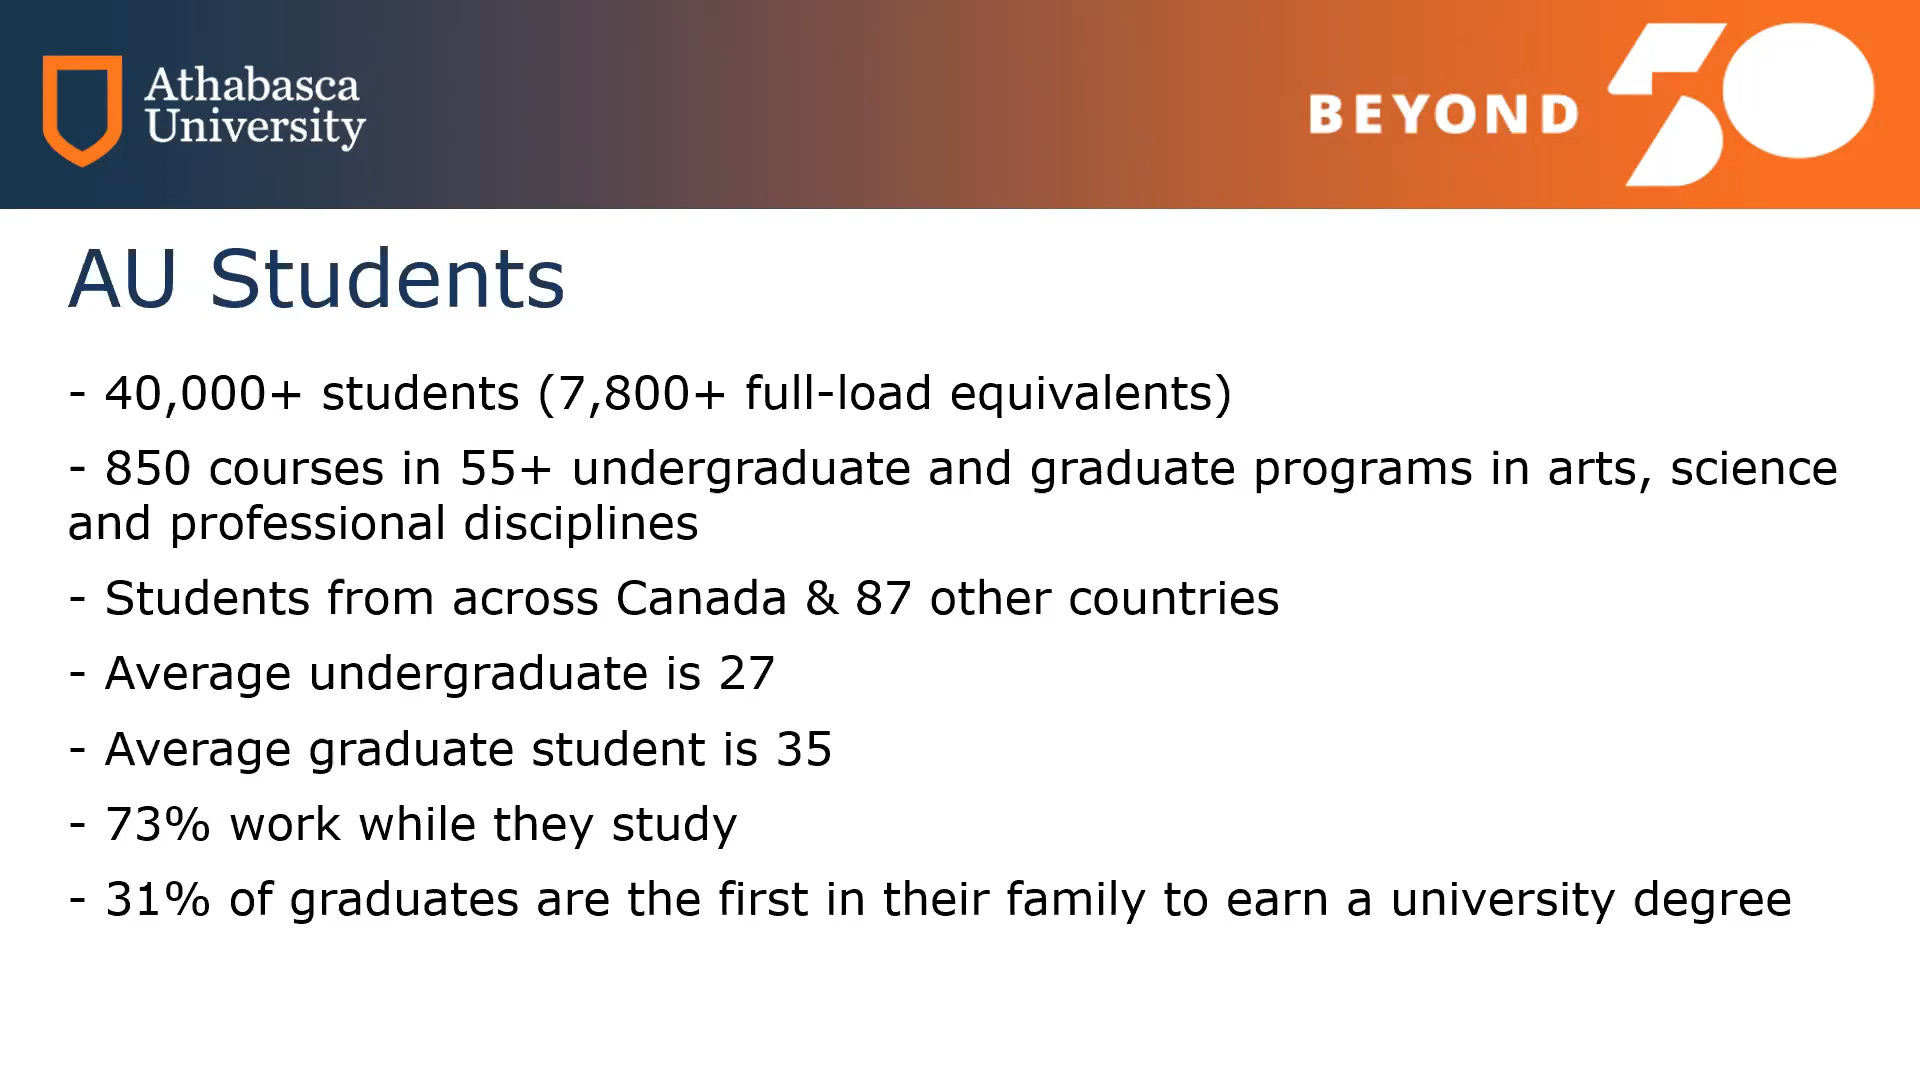 Athabasca
University
BEYOND 50
AU Students
- 40,000+ students (7,800+ full-load equivalents)
- 850 courses in 55+ undergraduate and graduate programs in arts, science
and professional disciplines
- Students from across Canada & 87 other countries
- Average undergraduate is 27
- Average graduate student is 35
- 73% work while they study
- 31% of graduates are the first in their family to earn a university degree